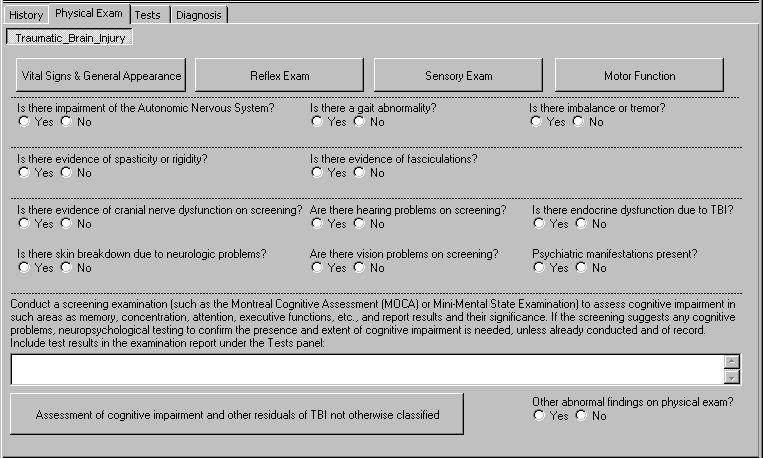 History Physical Exam Tests Diagnosis
Traumatic_Brain_Injury
Vital Signs & General Appearance Reflex Exam Sensory Exam Motor Function
Is there impairment of the Autonomic Nervous System? Is there a gait abnormality? Is there imbalance or tremor?
Yes No Yes No Yes No
Is there evidence of spasticity or rigidity? Is there evidence of fasciculations?
Yes No Yes No
Is there evidence of cranial nerve dysfunction on screening? Are there hearing problems on screening? Is there endocrine dysfunction due to TBI?
Yes No Yes No Yes No
Is there skin breakdown due to neurologic problems? Are there vision problems on screening? Psychiatric manifestations present?
Yes No Yes No Yes No
Conduct a screening examination (such as the Montreal Cognitive Assessment (MOCA) or Mini-Mental State Examination) to assess cognitive impairment in
such areas as memory, concentration, attention, executive functions, etc., and report results and their significance. If the screening suggests any cognitive
problems, neuropsychological testing to confirm the presence and extent of cognitive impairment is needed, unless already conducted and of record.
Include test results in the examination report under the Tests panel:
Assessment of cognitive impairment and other residuals of TBI not otherwise classified Other abnormal findings on physical exam?
Yes No